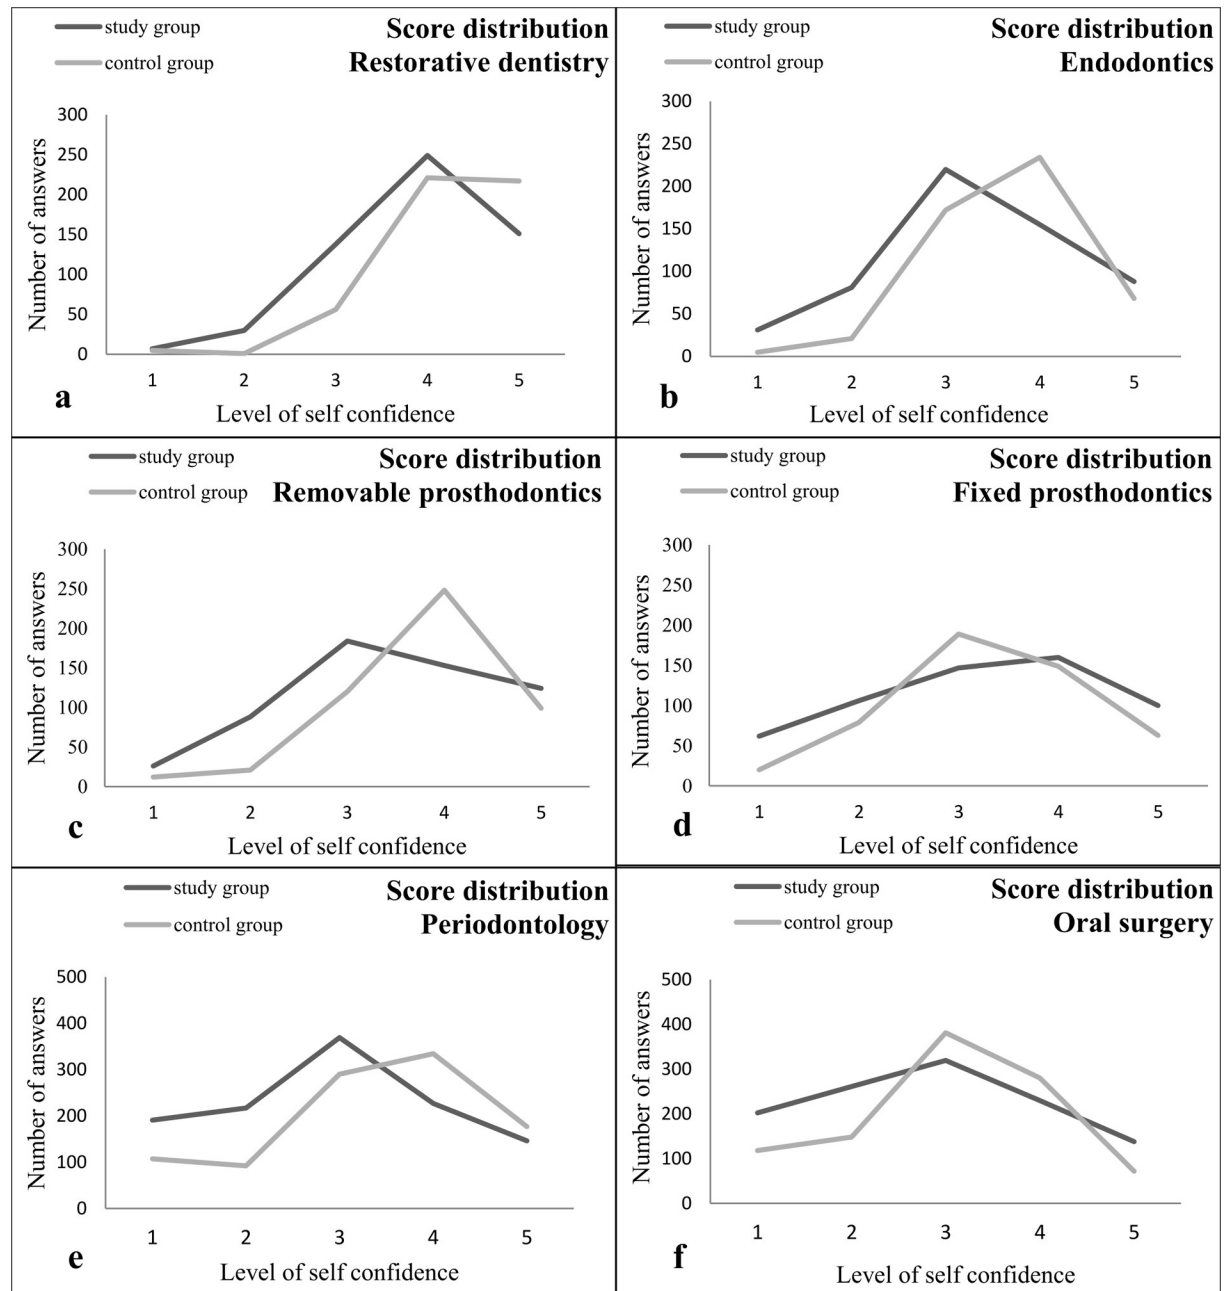 study group
control group
Score distribution
Restorative dentistry
Number of answers
300
250
200
150
100
50
0
1 2 3 4 5
Level of self confidence
a
study group
control group
Score distribution
Endodontics
Number of answers
300
250
200
150
100
50
0
1 2 3 4 5
Level of self confidence
b
study group
control group
Score distribution
Removable prosthodontics
Number of answers
300
250
200
150
100
50
0
1 2 3 4 5
Level of self confidence
c
study group
control group
Score distribution
Fixed prosthodontics
Number of answers
300
250
200
150
100
50
0
1 2 3 4 5
Level of self confidence
d
study group
control group
Score distribution
Periodontology
Number of answers
500
400
300
200
100
0
1 2 3 4 5
Level of self confidence
e
study group
control group
Score distribution
Oral surgery
Number of answers
500
400
300
200
100
0
1 2 3 4 5
Level of self confidence
f